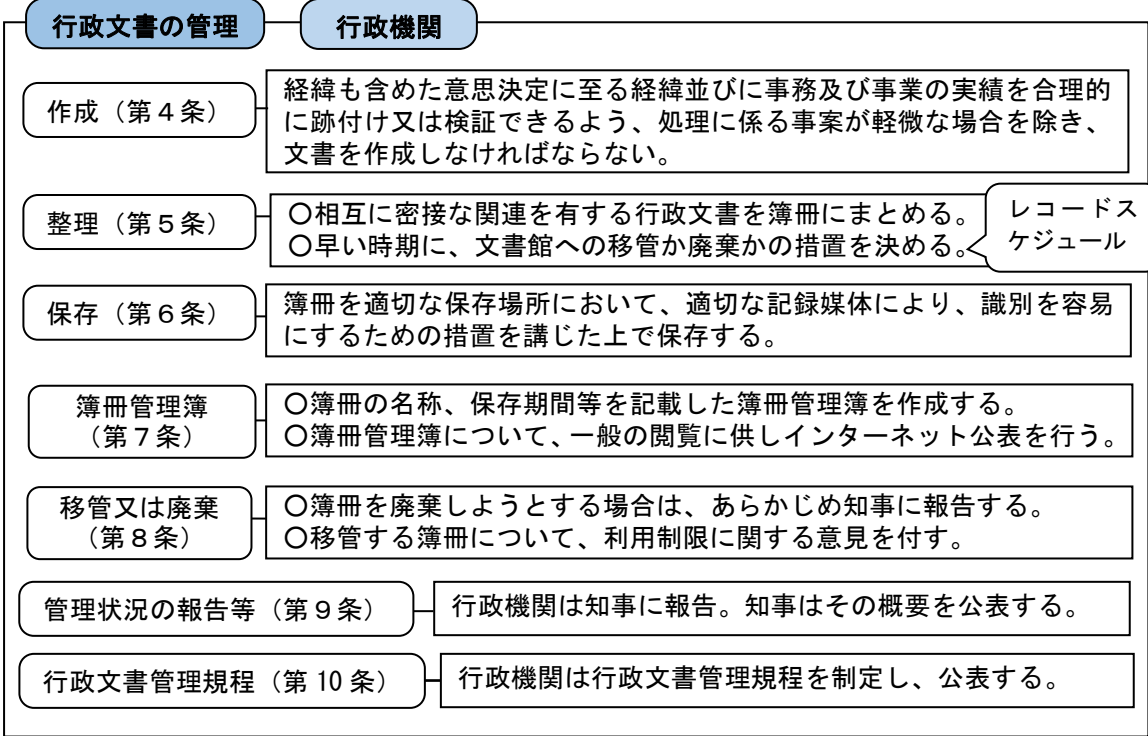 行政文書の管理
行政機関
作成（第４条）
経緯も含めた意思決定に至る経緯並びに事務及び事業の実績を合理的
に跡付け又は検証できるよう、処理に係る事案が軽微な場合を除き、
文書を作成しなければならない。
整理（第５条）
〇相互に密接な関連を有する行政文書を簿冊にまとめる。
〇早い時期に、文書館への移管か廃棄かの措置を決める。
レコードス
ケジュール
保存（第６条）
簿冊を適切な保存場所において、適切な記録媒体により、識別を容易
にするための措置を講じた上で保存する。
簿冊管理簿
（第７条）
〇簿冊の名称、保存期間等を記載した簿冊管理簿を作成する。
〇簿冊管理簿について、一般の閲覧に供しインターネット公表を行う。
移管又は廃棄
（第８条）
〇簿冊を廃棄しようとする場合は、あらかじめ知事に報告する。
〇移管する簿冊について、利用制限に関する意見を付す。
管理状況の報告等（第９条）
行政機関は知事に報告。知事はその概要を公表する。
行政文書管理規程（第 10 条）
行政機関は行政文書管理規程を制定し、公表する。